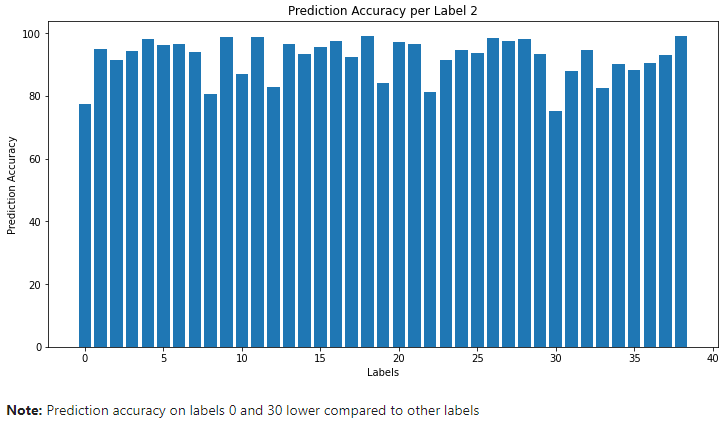 Prediction Accuracy per Label 2
100
80
60
40
20
0
Prediction Accuracy
0 5 10 15 20 25 30 35 40
Labels
Note: Prediction accuracy on labels 0 and 30 lower compared to other labels